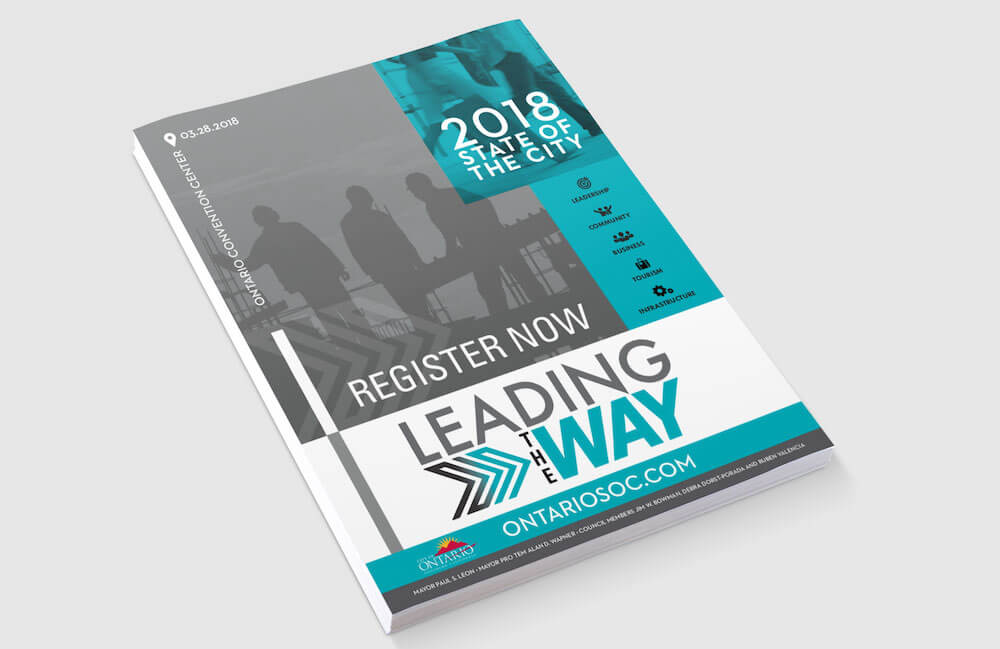 03.28.2018
ONTARIO CONVENTION CENTER
2018
STATE OF
THE CITY
LEADERSHIP
COMMUNITY
BUSINESS
TOURISM
INFRASTRUCTURE
REGISTER NOW
LEADING
THE
WAY
ONTARIOSOC.COM
CITY OF
ONTARIO
MAYOR PAUL S. LEON • MAYOR PRO TEM ALAN D. WAPNER • COUNCIL MEMBERS JIM W. BOWMAN, DEBRA DORST-PORADA AND RUBEN VALENCIA